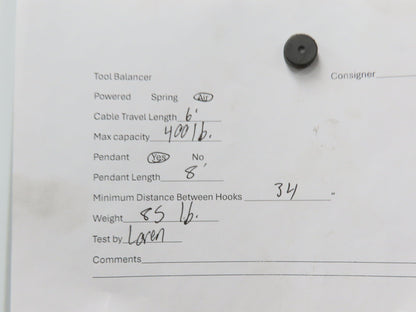 Tool Balancer Consigner
Powered Spring Air
Cable Travel Length 6'
Max capacity 400 lb.
Pendant Yes No
Pendant Length 8'
Minimum Distance Between Hooks 34 "
Weight 85 lb.
Test by Loren
Comments